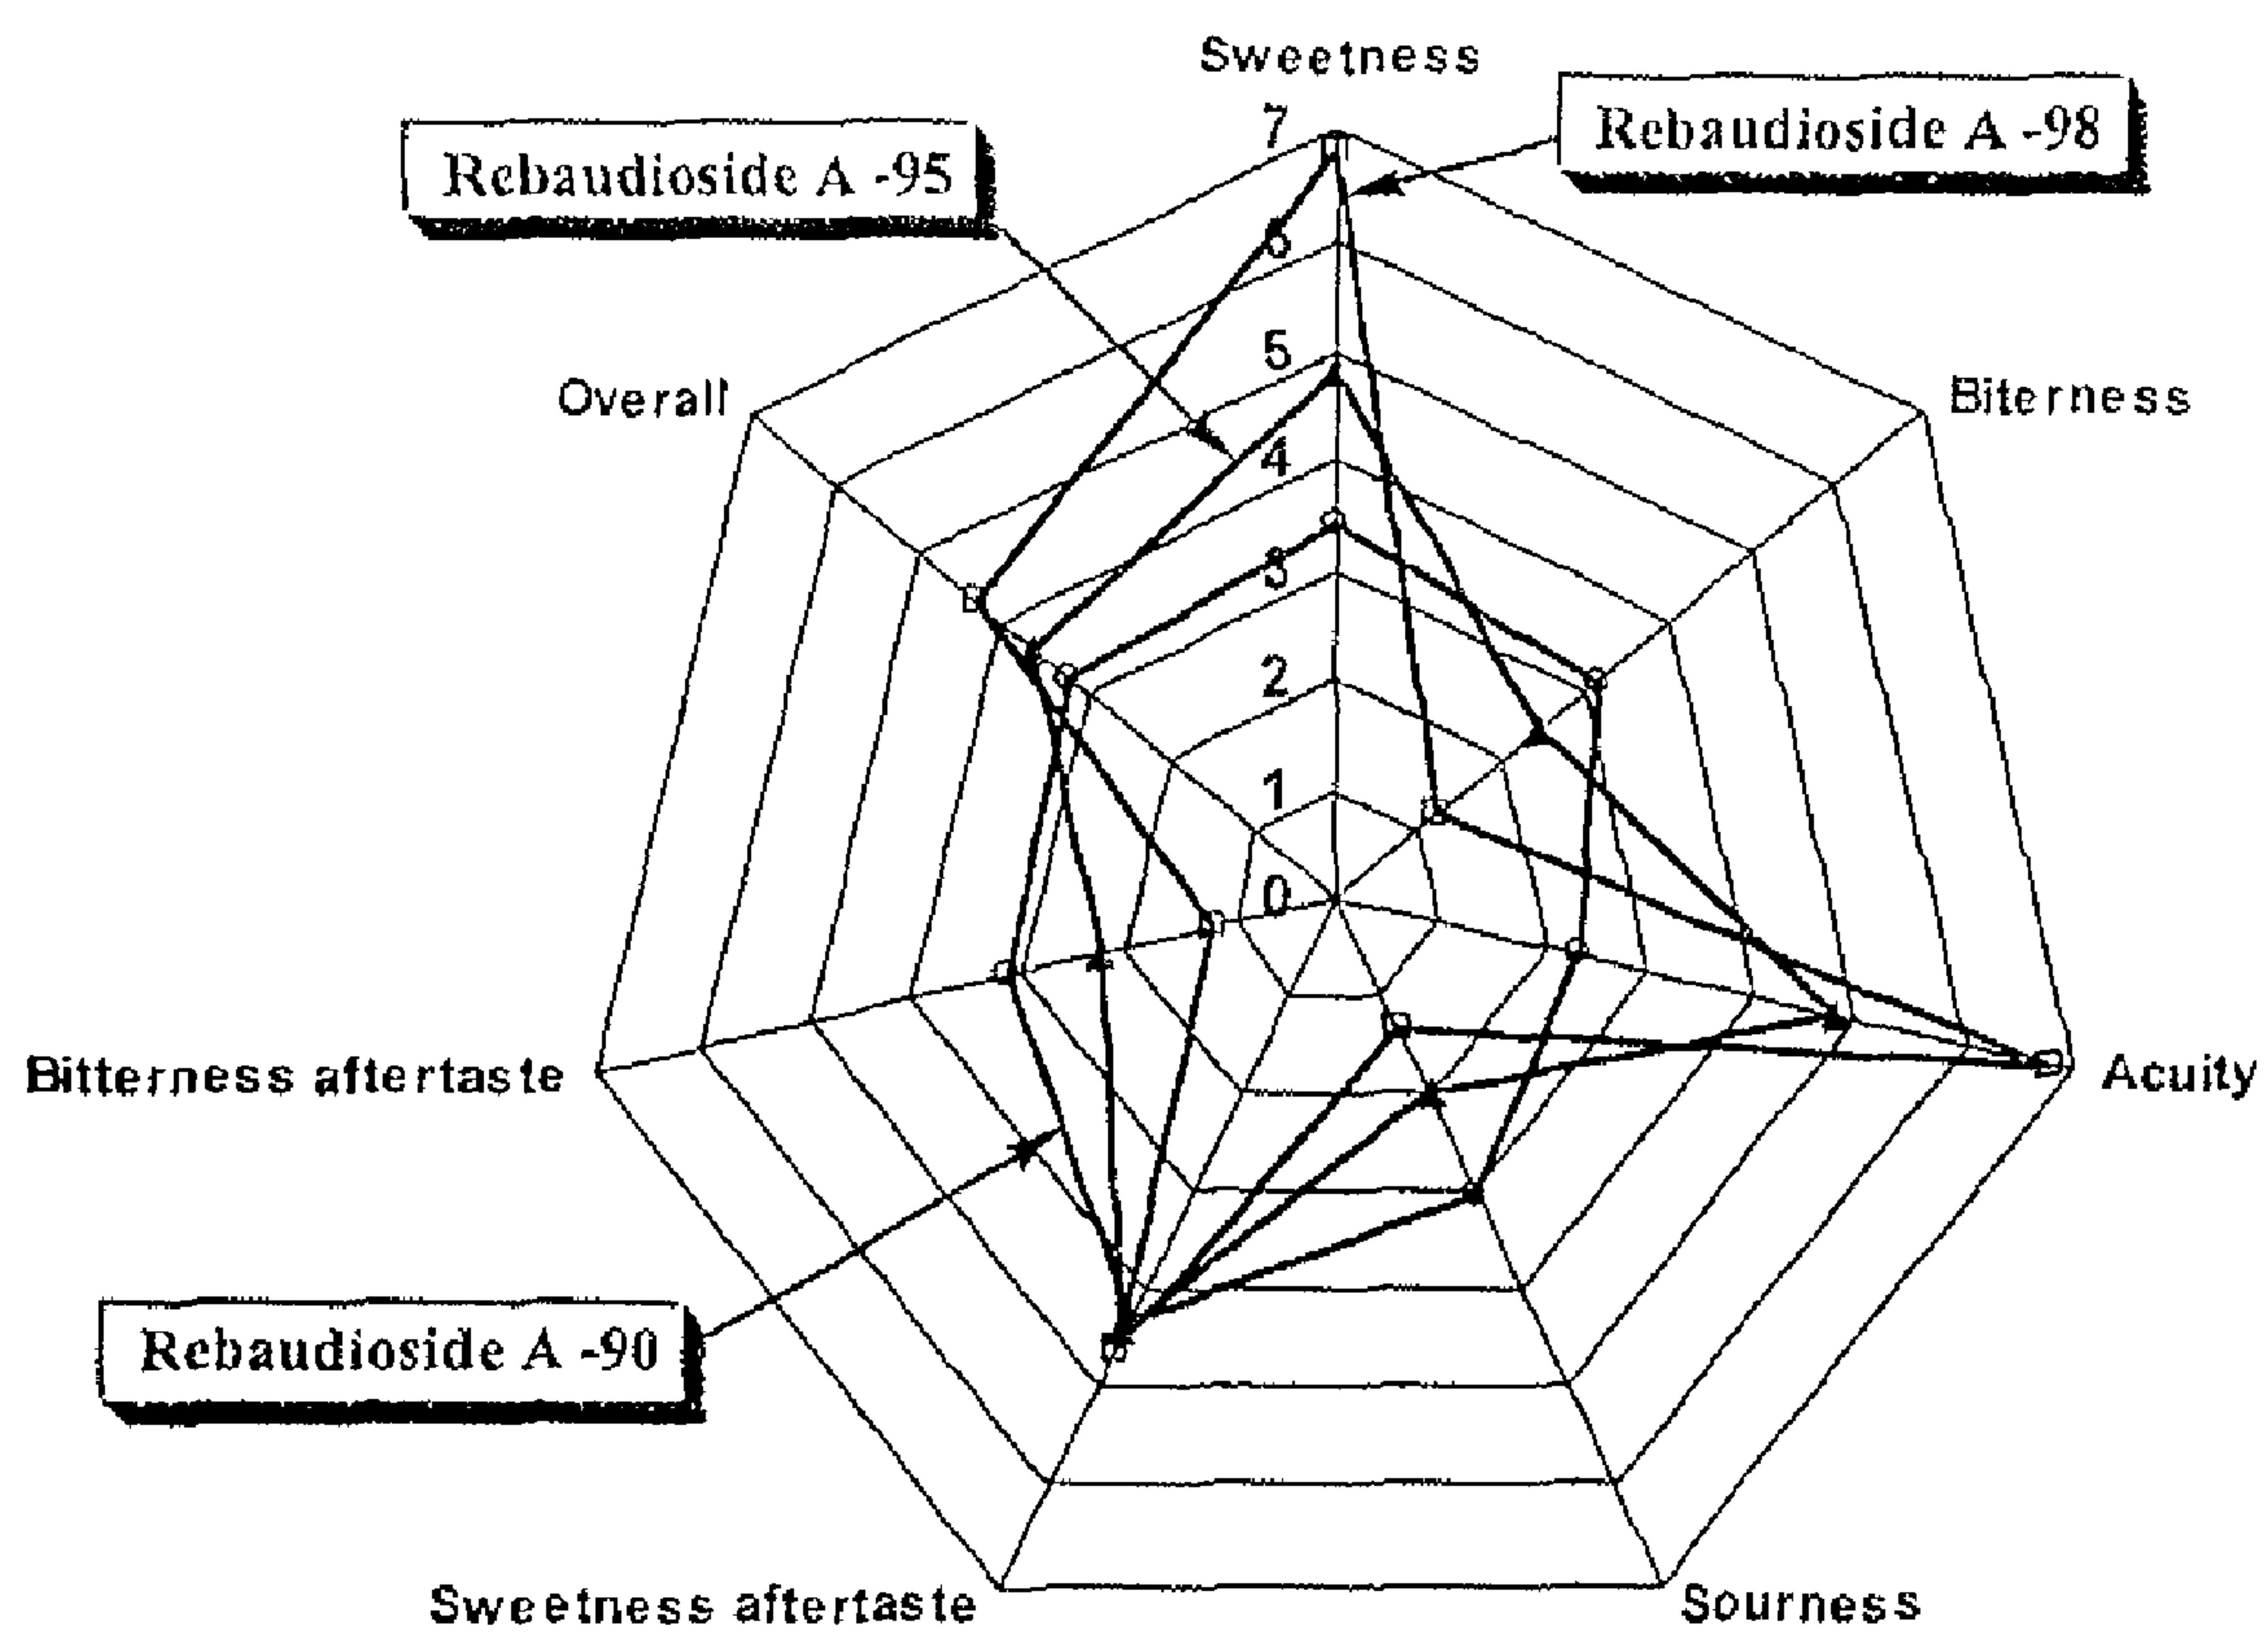 Sweetness
Rebaudioside A -98
Rebaudioside A -95
7
6
5
4
3
2
1
0
Overall
Biterness
Bitterness aftertaste
Acuity
Rebaudioside A -90
Sweetness aftertaste
Sourness